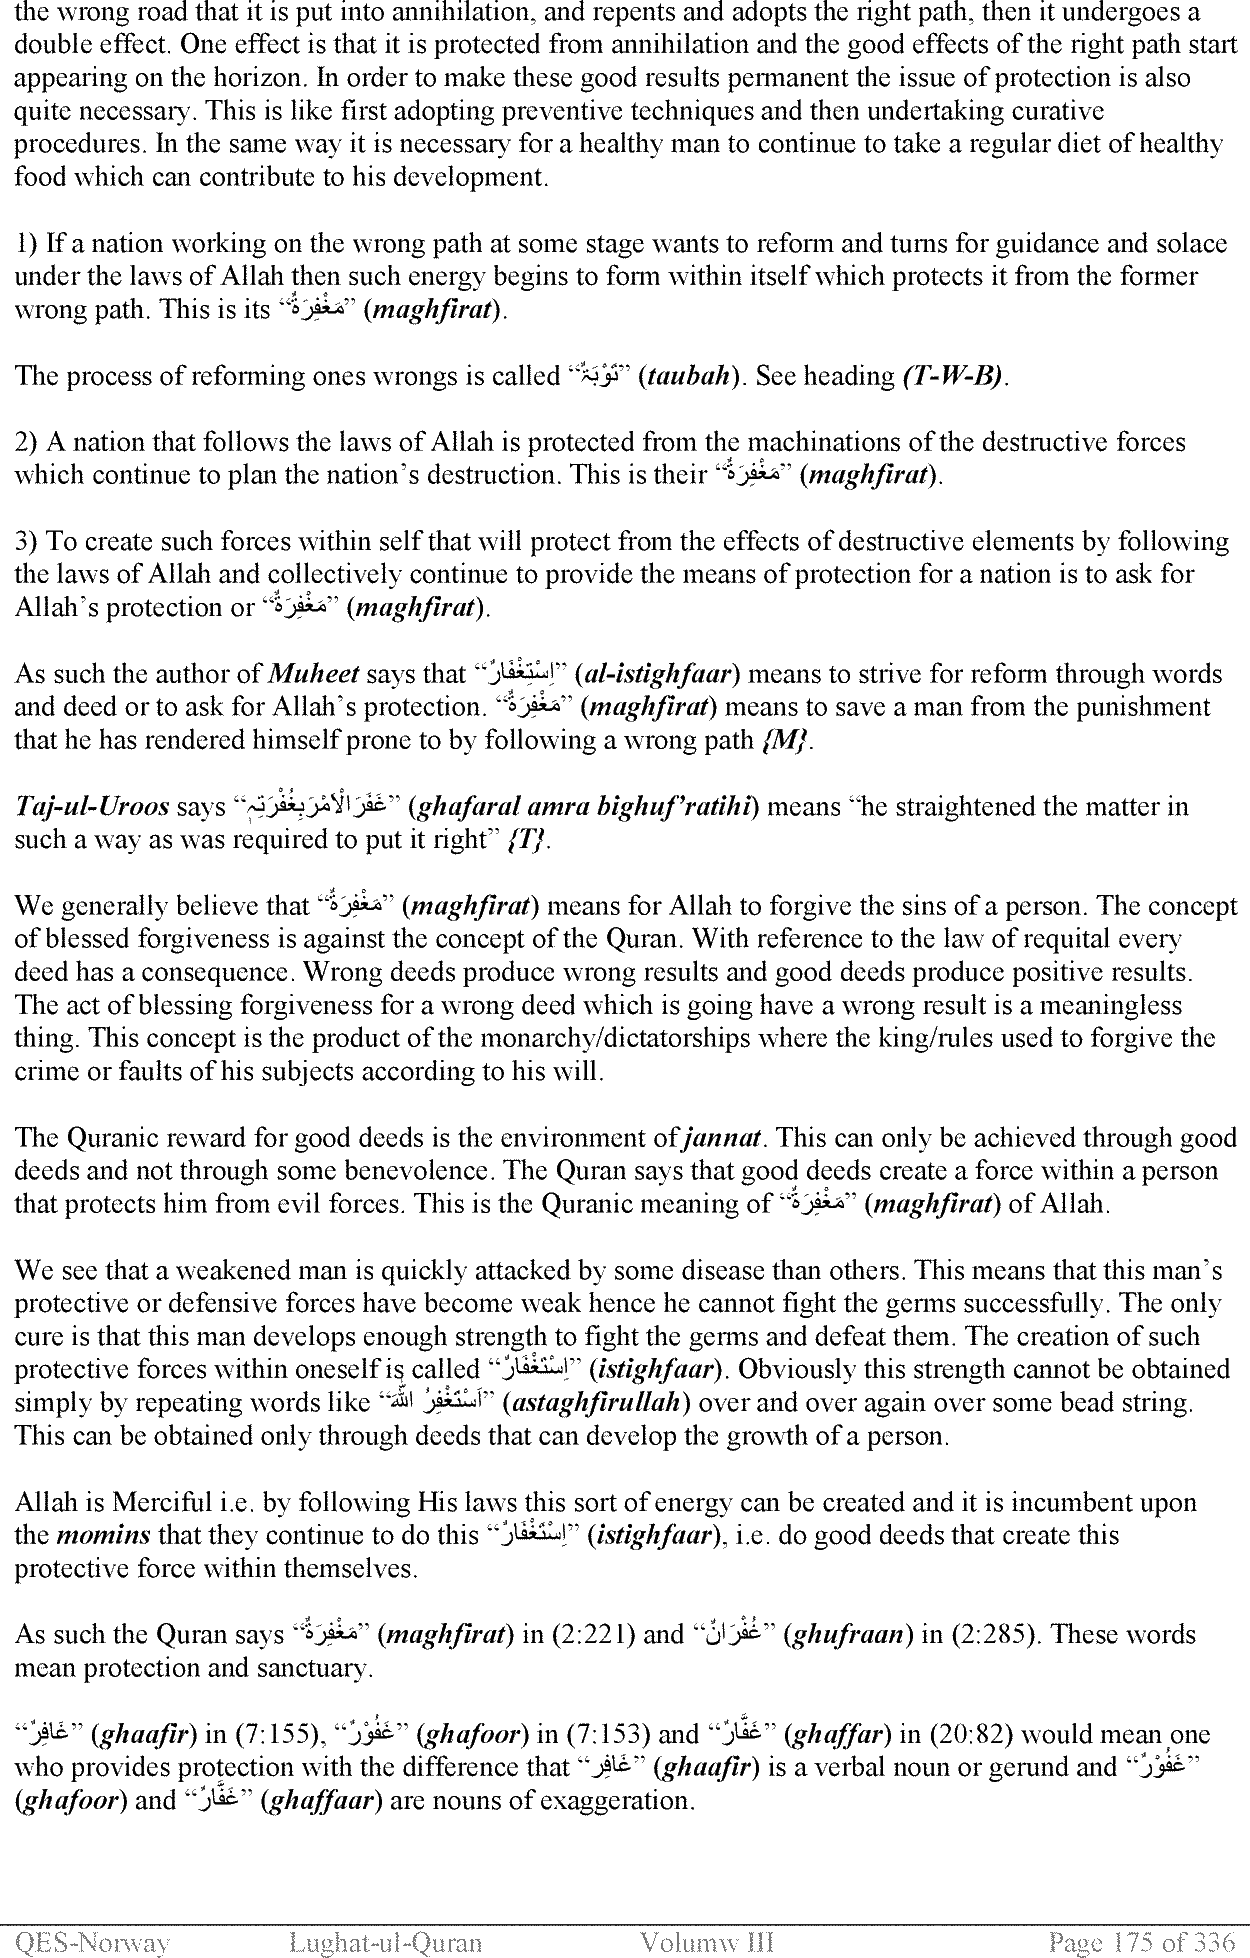 the wrong road that it is put into annihilation, and repents and adopts the right path, then it undergoes a
double effect. One effect is that it is protected from annihilation and the good effects of the right path start
appearing on the horizon. In order to make these good results permanent the issue of protection is also
quite necessary. This is like first adopting preventive techniques and then undertaking curative
procedures. In the same way it is necessary for a healthy man to continue to take a regular diet of healthy
food which can contribute to his development.
1) If a nation working on the wrong path at some stage wants to reform and turns for guidance and solace
under the laws of Allah then such energy begins to form within itself which protects it from the former
wrong path. This is its “مَغْفِرَةٌ” (maghfirat).
The process of reforming ones wrongs is called “تَوْبَۃٌ” (taubah). See heading (T-W-B).
2) A nation that follows the laws of Allah is protected from the machinations of the destructive forces
which continue to plan the nation’s destruction. This is their “مَغْفِرَةٌ” (maghfirat).
3) To create such forces within self that will protect from the effects of destructive elements by following
the laws of Allah and collectively continue to provide the means of protection for a nation is to ask for
Allah’s protection or “مَغْفِرَةٌ” (maghfirat).
As such the author of Muheet says that “اِسْتِغْفَارٌ” (al-istighfaar) means to strive for reform through words
and deed or to ask for Allah’s protection. “مَغْفِرَةٌ” (maghfirat) means to save a man from the punishment
that he has rendered himself prone to by following a wrong path {M}.
Taj-ul-Uroos says “غَفَرَ الْاَمْرَ بِغُفْرَتِہٖ” (ghafaral amra bighuf’ratihi) means “he straightened the matter in
such a way as was required to put it right” {T}.
We generally believe that “مَغْفِرَةٌ” (maghfirat) means for Allah to forgive the sins of a person. The concept
of blessed forgiveness is against the concept of the Quran. With reference to the law of requital every
deed has a consequence. Wrong deeds produce wrong results and good deeds produce positive results.
The act of blessing forgiveness for a wrong deed which is going have a wrong result is a meaningless
thing. This concept is the product of the monarchy/dictatorships where the king/rules used to forgive the
crime or faults of his subjects according to his will.
The Quranic reward for good deeds is the environment of jannat. This can only be achieved through good
deeds and not through some benevolence. The Quran says that good deeds create a force within a person
that protects him from evil forces. This is the Quranic meaning of “مَغْفِرَةٌ” (maghfirat) of Allah.
We see that a weakened man is quickly attacked by some disease than others. This means that this man’s
protective or defensive forces have become weak hence he cannot fight the germs successfully. The only
cure is that this man develops enough strength to fight the germs and defeat them. The creation of such
protective forces within oneself is called “اِسْتَغْفَارٌ” (istighfaar). Obviously this strength cannot be obtained
simply by repeating words like “اَسْتَغْفِرُ اللّٰہَ” (astaghfirullah) over and over again over some bead string.
This can be obtained only through deeds that can develop the growth of a person.
Allah is Merciful i.e. by following His laws this sort of energy can be created and it is incumbent upon
the momins that they continue to do this “اِسْتَغْفَارٌ” (istighfaar), i.e. do good deeds that create this
protective force within themselves.
As such the Quran says “مَغْفِرَةٌ” (maghfirat) in (2:221) and “غُفْرَانٌ” (ghufraan) in (2:285). These words
mean protection and sanctuary.
“غَافِرٌ” (ghaafir) in (7:155), “غَفُوْرٌ” (ghafoor) in (7:153) and “غَفَّارٌ” (ghaffar) in (20:82) would mean one
who provides protection with the difference that “غَافِر” (ghaafir) is a verbal noun or gerund and “غَفُوْرٌ”
(ghafoor) and “غَفَّارٌ” (ghaffaar) are nouns of exaggeration.
QES-Norway Lughat-ul-Quran Volumw III Page 175 of 336